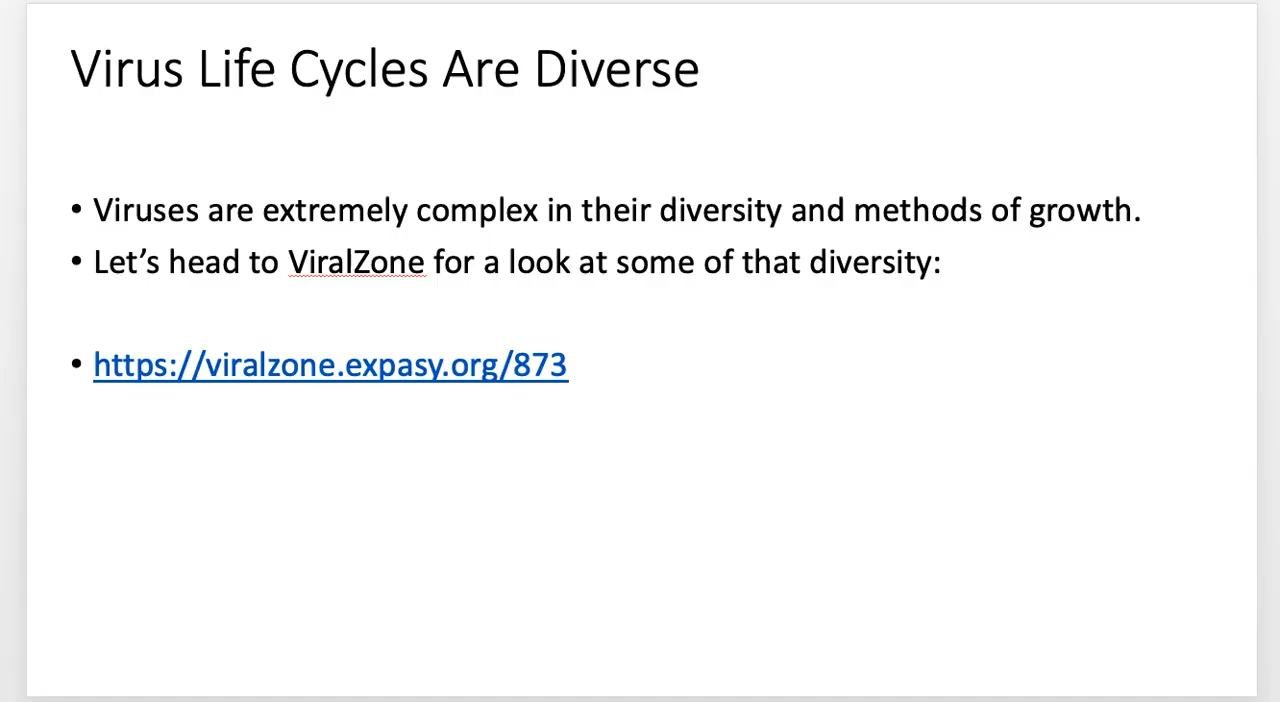 Virus Life Cycles Are Diverse
• Viruses are extremely complex in their diversity and methods of growth.
• Let’s head to ViralZone for a look at some of that diversity:
• https://viralzone.expasy.org/873